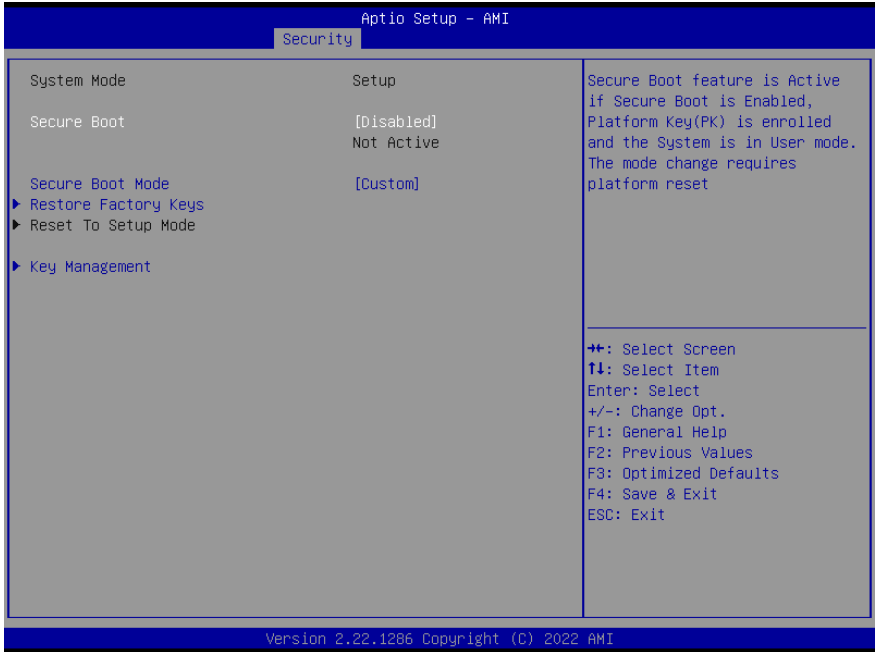 Aptio Setup - AMI
Security
System Mode Setup
Secure Boot [Disabled]
Not Active
Secure Boot Mode [Custom]
Restore Factory Keys
Reset To Setup Mode
Key Management
Secure Boot feature is Active
if Secure Boot is Enabled,
Platform Key(PK) is enrolled
and the System is in User mode.
The mode change requires
platform reset
→←: Select Screen
↑↓: Select Item
Enter: Select
+/-: Change Opt.
F1: General Help
F2: Previous Values
F3: Optimized Defaults
F4: Save & Exit
ESC: Exit
Version 2.22.1286 Copyright (C) 2022 AMI